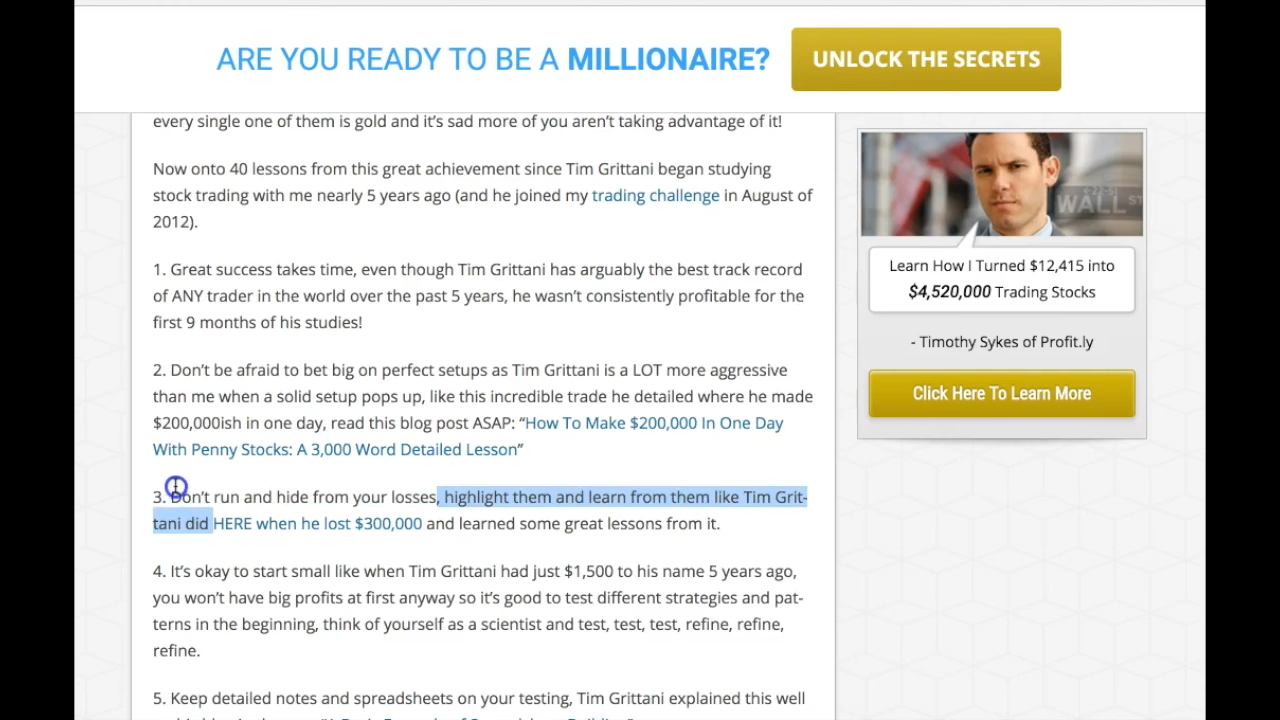 ARE YOU READY TO BE A MILLIONAIRE?
UNLOCK THE SECRETS
every single one of them is gold and it's sad more of you aren't taking advantage of it!
Now onto 40 lessons from this great achievement since Tim Grittani began studying
stock trading with me nearly 5 years ago (and he joined my trading challenge in August of
2012).
1. Great success takes time, even though Tim Grittani has arguably the best track record
of ANY trader in the world over the past 5 years, he wasn't consistently profitable for the
first 9 months of his studies!
2. Don't be afraid to bet big on perfect setups as Tim Grittani is a LOT more aggressive
than me when a solid setup pops up, like this incredible trade he detailed where he made
$200,000ish in one day, read this blog post ASAP: “How To Make $200,000 In One Day
With Penny Stocks: A 3,000 Word Detailed Lesson”
3. Don't run and hide from your losses, highlight them and learn from them like Tim Grit-
tani did HERE when he lost $300,000 and learned some great lessons from it.
4. It's okay to start small like when Tim Grittani had just $1,500 to his name 5 years ago,
you won't have big profits at first anyway so it's good to test different strategies and pat-
terns in the beginning, think of yourself as a scientist and test, test, test, refine, refine,
refine.
5. Keep detailed notes and spreadsheets on your testing, Tim Grittani explained this well
WALL ST
Learn How I Turned $12,415 into
$4,520,000 Trading Stocks
- Timothy Sykes of Profit.ly
Click Here To Learn More